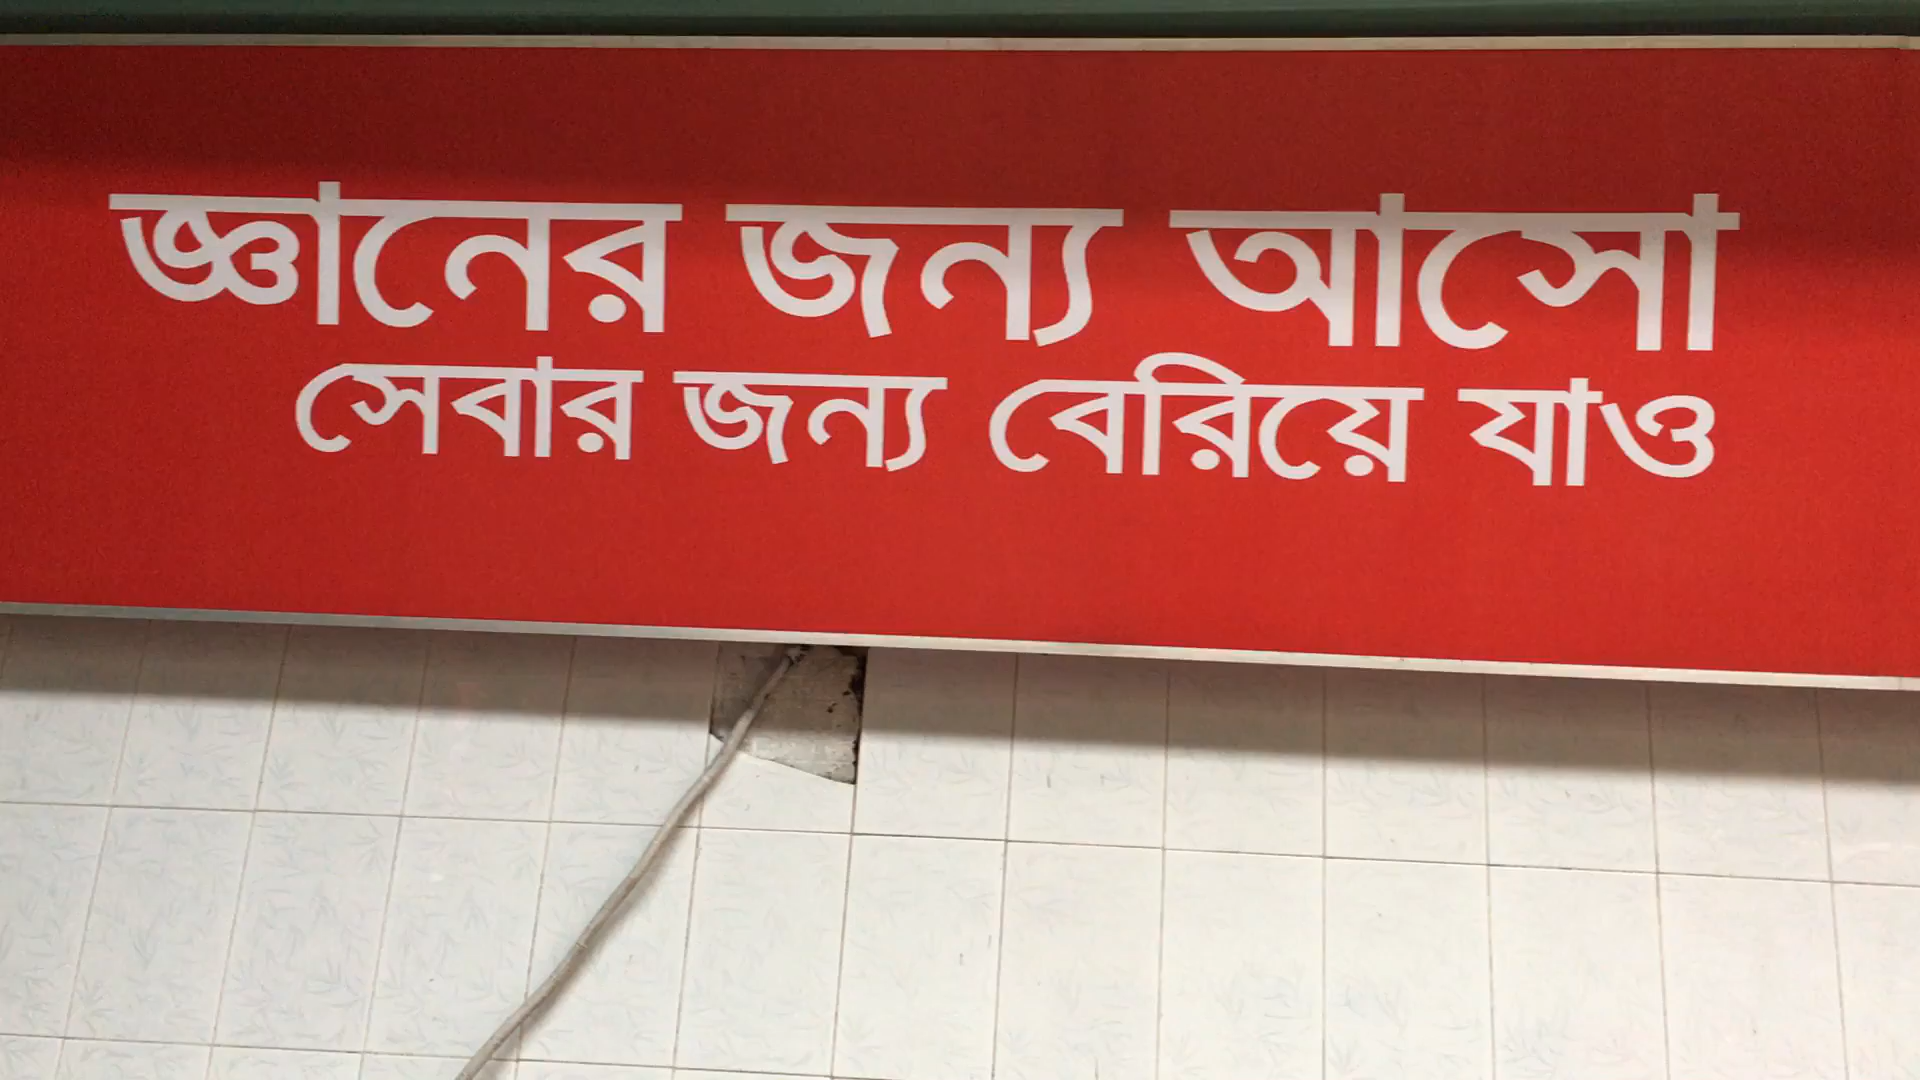 জ্ঞানের জন্য আসো
সেবার জন্য বেরিয়ে যাও